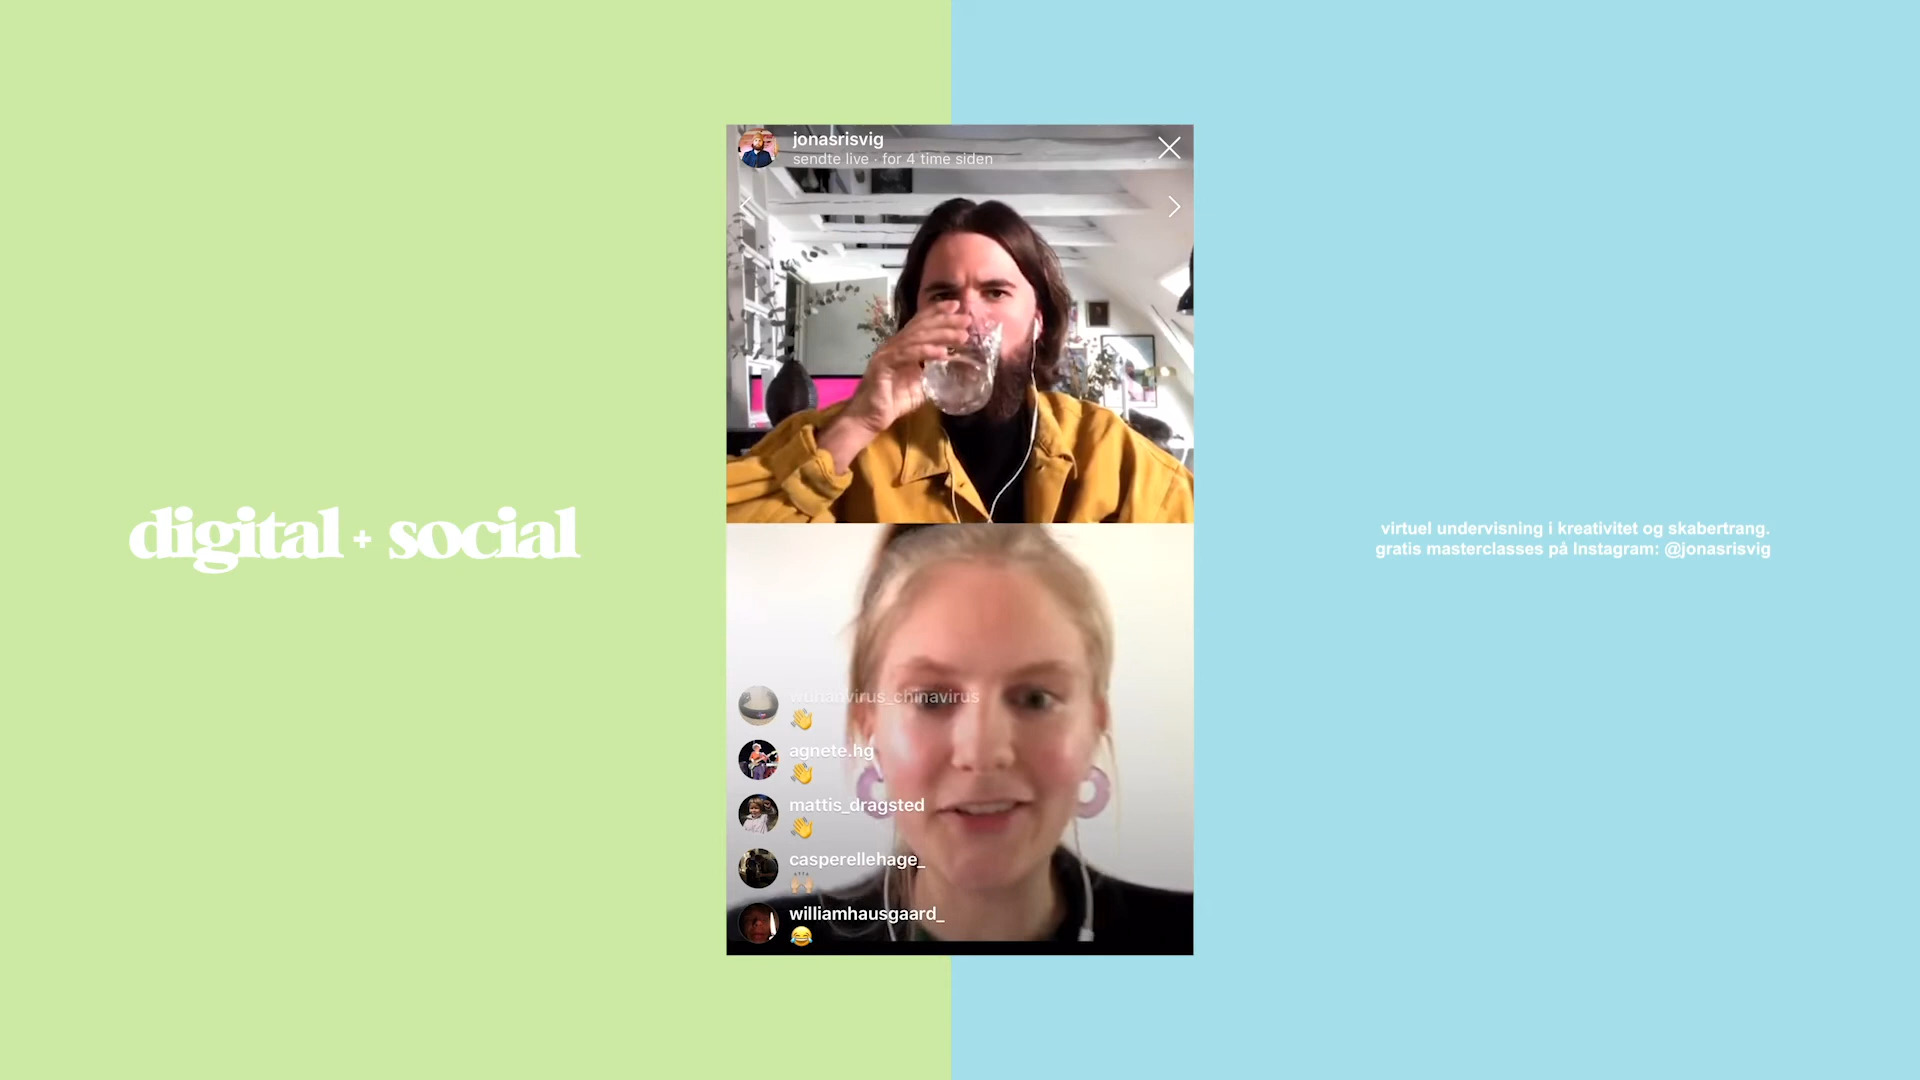 digital + social
jonasrisvig
sendte live · for 4 time siden
wuhanvirus_chinavirus
agnete.hg
mattis_dragsted
casperellehage_
williamhausgaard_
virtuel undervisning i kreativitet og skabertrang.
gratis masterclasses på Instagram: @jonasrisvig